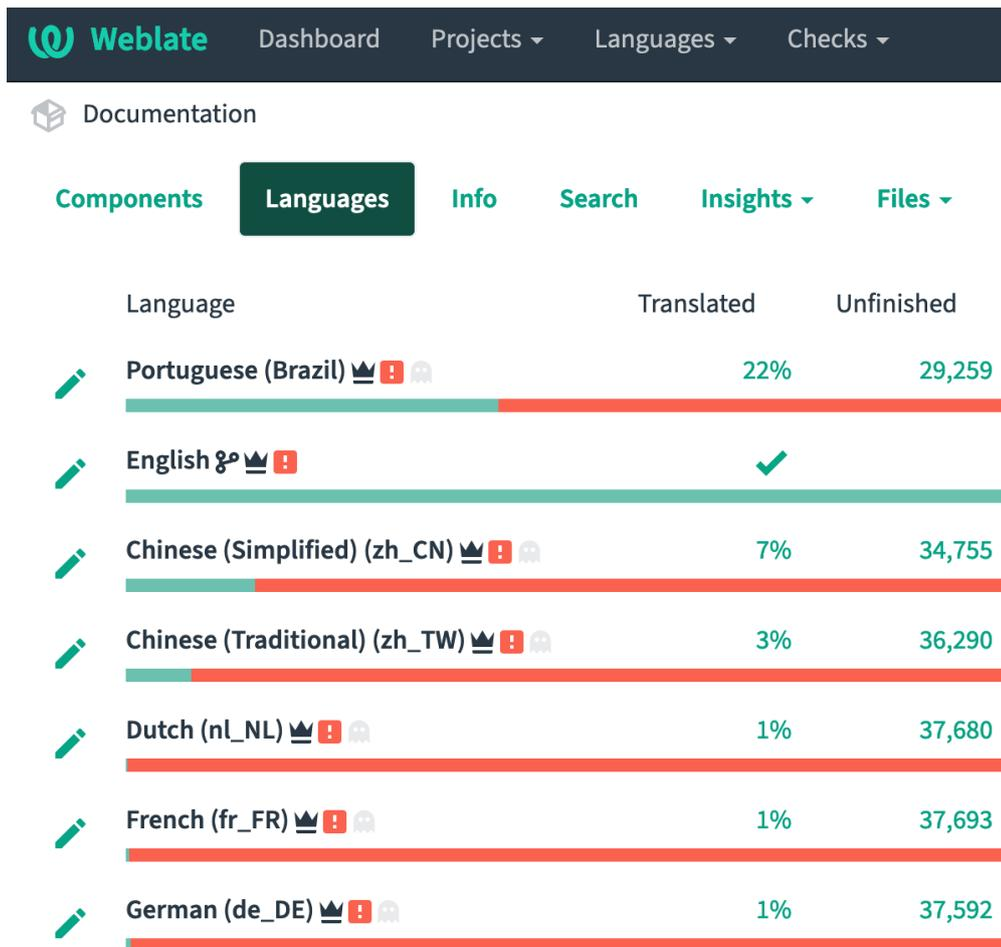 Weblate Dashboard Projects Languages Checks
Documentation
Components Languages Info Search Insights Files
Language Translated Unfinished
Portuguese (Brazil) 22% 29,259
English
Chinese (Simplified) (zh_CN) 7% 34,755
Chinese (Traditional) (zh_TW) 3% 36,290
Dutch (nl_NL) 1% 37,680
French (fr_FR) 1% 37,693
German (de_DE) 1% 37,592